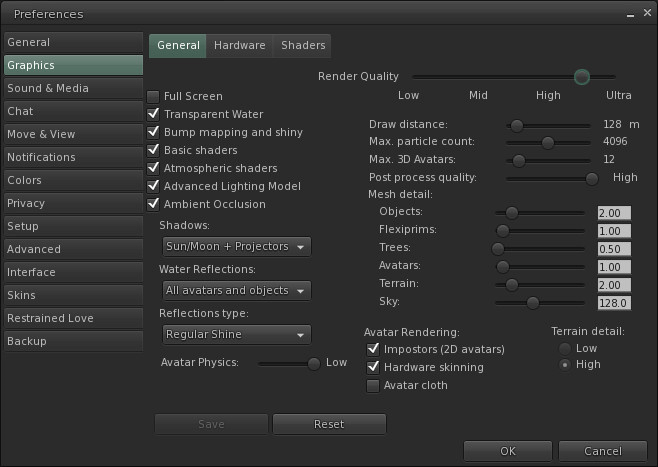 Preferences
General
Graphics
Sound & Media
Chat
Move & View
Notifications
Colors
Privacy
Setup
Advanced
Interface
Skins
Restrained Love
Backup
General Hardware Shaders
Render Quality
Low Mid High Ultra
Full Screen
Transparent Water
Bump mapping and shiny
Basic shaders
Atmospheric shaders
Advanced Lighting Model
Ambient Occlusion
Shadows:
Sun/Moon + Projectors
Water Reflections:
All avatars and objects
Reflections type:
Regular Shine
Avatar Physics: Low
Draw distance: 128 m
Max. particle count: 4096
Max. 3D Avatars: 12
Post process quality: High
Mesh detail:
Objects: 2.00
Flexiprims: 1.00
Trees: 0.50
Avatars: 1.00
Terrain: 2.00
Sky: 128.0
Avatar Rendering:
Impostors (2D avatars)
Hardware skinning
Avatar cloth
Terrain detail:
Low
High
Save Reset
OK Cancel